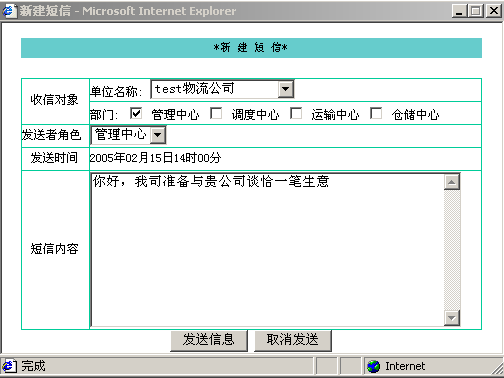 新建短信 - Microsoft Internet Explorer
*新 建 短 信*
收信对象
单位名称: test物流公司
部门: 管理中心 调度中心 运输中心 仓储中心
发送者角色 管理中心
发送时间 2005年02月15日14时00分
短信内容
你好，我司准备与贵公司谈恰一笔生意
发送信息 取消发送
完成 Internet